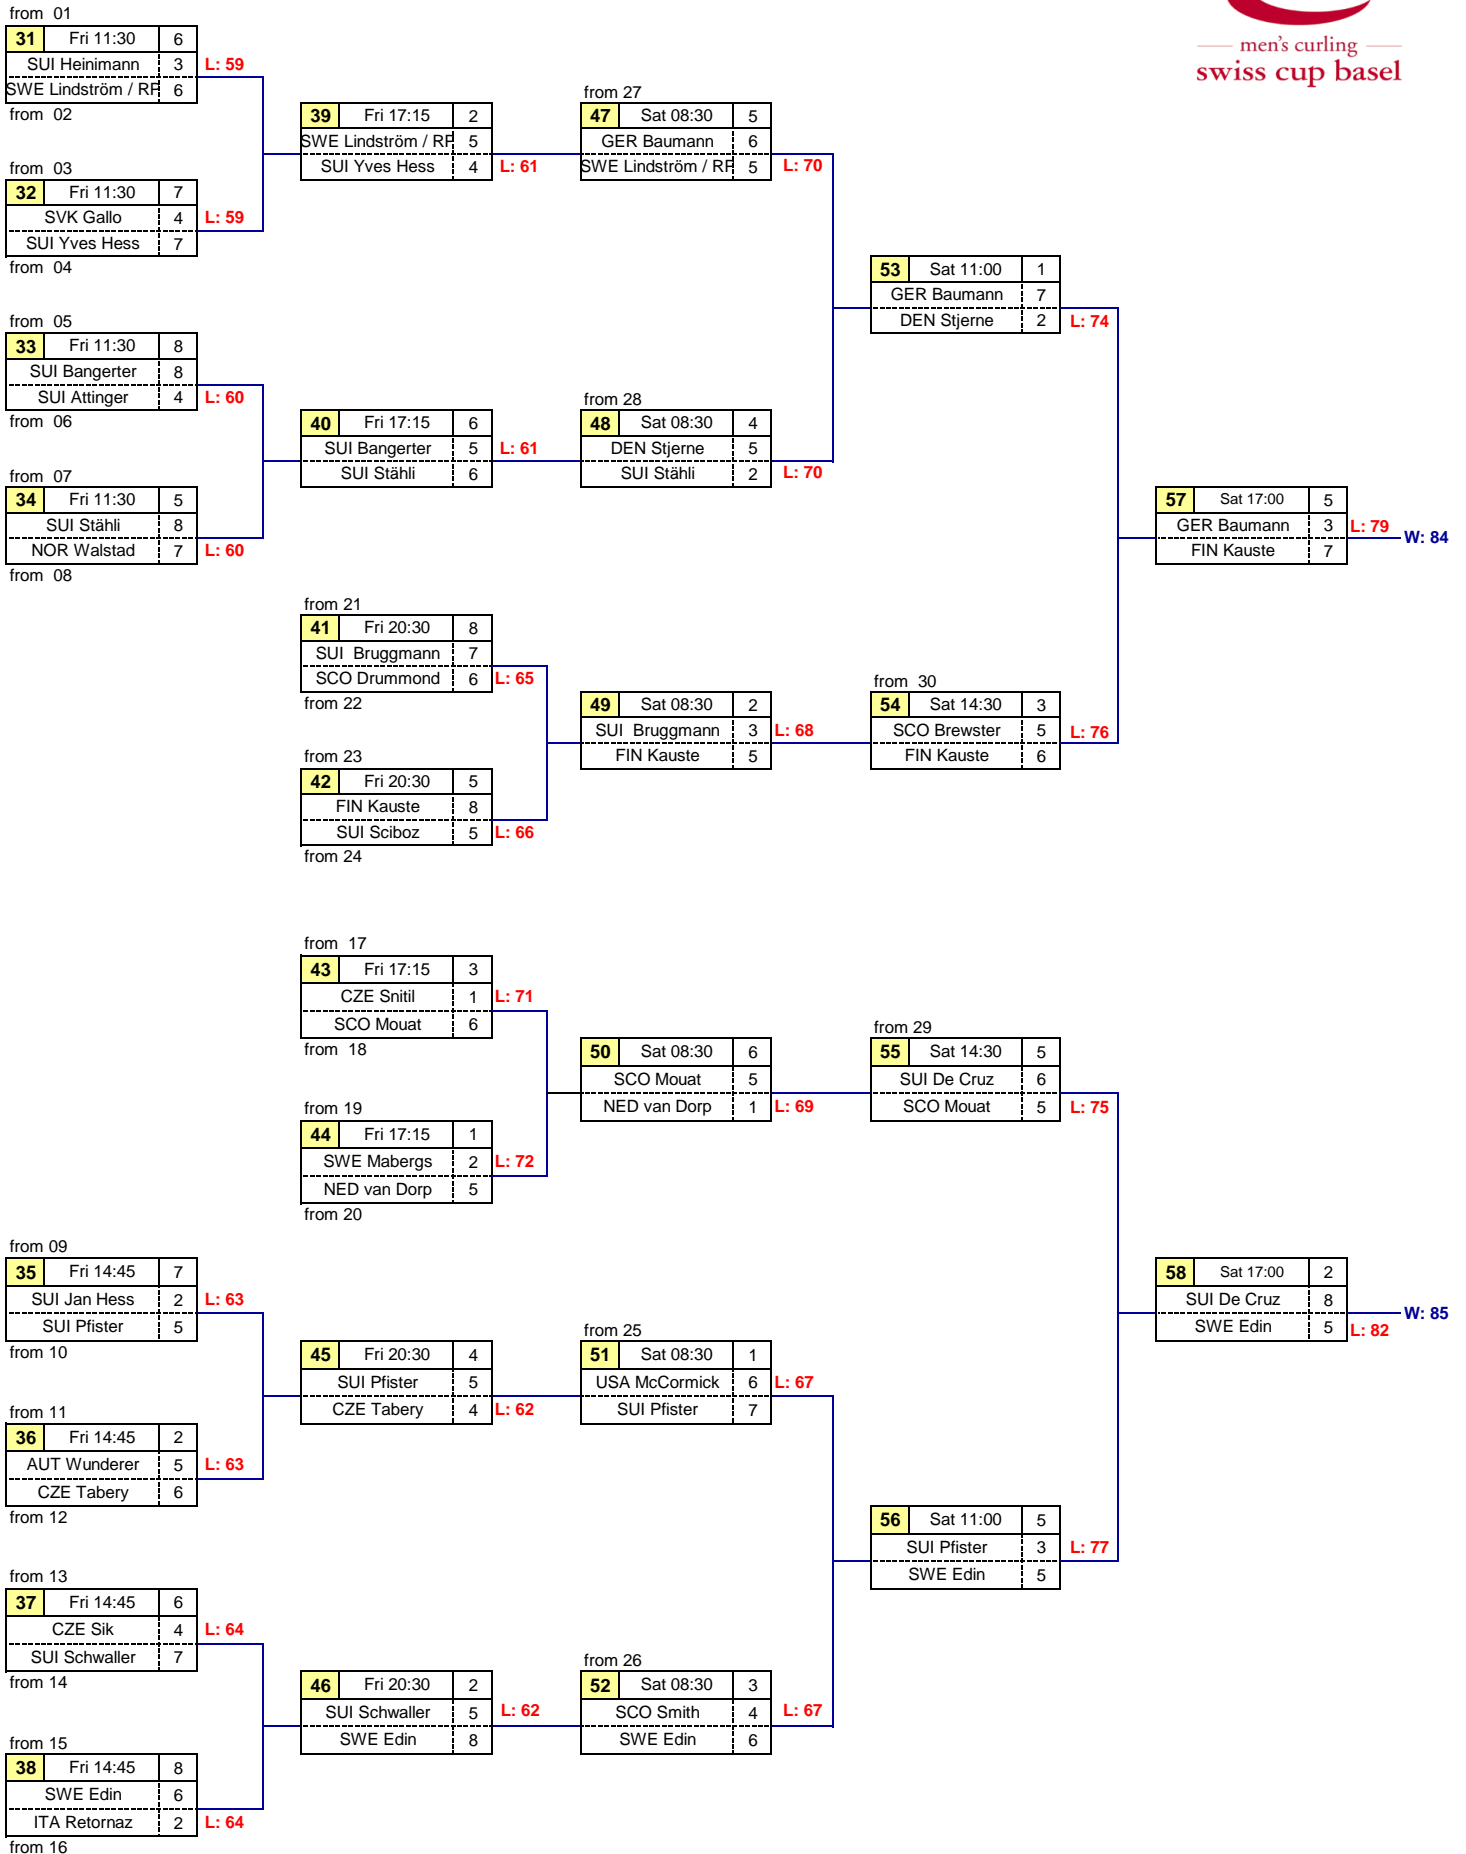 men's curling
swiss cup basel
from 01
31 Fri 11:30 6
SUI Heinimann 3 L: 59
SWE Lindström / RF 6
from 02
from 03
32 Fri 11:30 7
SVK Gallo 4 L: 59
SUI Yves Hess 7
from 04
from 05
33 Fri 11:30 8
SUI Bangerter 8
SUI Attinger 4 L: 60
from 06
from 07
34 Fri 11:30 5
SUI Stähli 8
NOR Walstad 7 L: 60
from 08
39 Fri 17:15 2
SWE Lindström / RF 5
SUI Yves Hess 4 L: 61
40 Fri 17:15 6
SUI Bangerter 5 L: 61
SUI Stähli 6
from 27
47 Sat 08:30 5
GER Baumann 6
SWE Lindström / RF 5 L: 70
from 28
48 Sat 08:30 4
DEN Stjerne 5
SUI Stähli 2 L: 70
53 Sat 11:00 1
GER Baumann 7
DEN Stjerne 2 L: 74
57 Sat 17:00 5
GER Baumann 3 L: 79
FIN Kauste 7
W: 84
from 21
41 Fri 20:30 8
SUI Bruggmann 7
SCO Drummond 6 L: 65
from 22
from 23
42 Fri 20:30 5
FIN Kauste 8
SUI Sciboz 5 L: 66
from 24
49 Sat 08:30 2
SUI Bruggmann 3 L: 68
FIN Kauste 5
from 30
54 Sat 14:30 3
SCO Brewster 5 L: 76
FIN Kauste 6
from 17
43 Fri 17:15 3
CZE Snitil 1 L: 71
SCO Mouat 6
from 18
from 19
44 Fri 17:15 1
SWE Mabergs 2 L: 72
NED van Dorp 5
from 20
50 Sat 08:30 6
SCO Mouat 5
NED van Dorp 1 L: 69
from 29
55 Sat 14:30 5
SUI De Cruz 6
SCO Mouat 5 L: 75
from 09
35 Fri 14:45 7
SUI Jan Hess 2 L: 63
SUI Pfister 5
from 10
from 11
36 Fri 14:45 2
AUT Wunderer 5 L: 63
CZE Tabery 6
from 12
45 Fri 20:30 4
SUI Pfister 5
CZE Tabery 4 L: 62
from 25
51 Sat 08:30 1
USA McCormick 6 L: 67
SUI Pfister 7
58 Sat 17:00 2
SUI De Cruz 8
SWE Edin 5 L: 82
W: 85
56 Sat 11:00 5
SUI Pfister 3 L: 77
SWE Edin 5
from 13
37 Fri 14:45 6
CZE Sik 4 L: 64
SUI Schwaller 7
from 14
from 15
38 Fri 14:45 8
SWE Edin 6
ITA Retornaz 2 L: 64
from 16
46 Fri 20:30 2
SUI Schwaller 5 L: 62
SWE Edin 8
from 26
52 Sat 08:30 3
SCO Smith 4 L: 67
SWE Edin 6